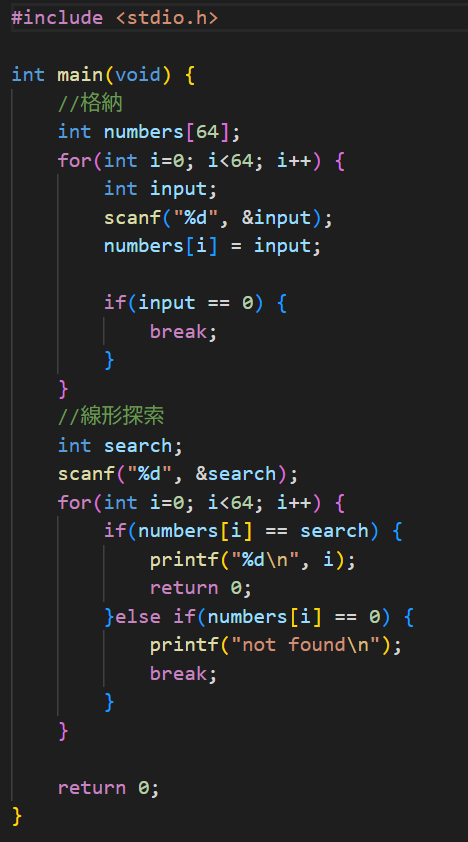 #include <stdio.h>

int main(void) {
    //格納
    int numbers[64];
    for(int i=0; i<64; i++) {
        int input;
        scanf("%d", &input);
        numbers[i] = input;

        if(input == 0) {
            break;
        }
    }
    //線形探索
    int search;
    scanf("%d", &search);
    for(int i=0; i<64; i++) {
        if(numbers[i] == search) {
            printf("%d\n", i);
            return 0;
        }else if(numbers[i] == 0) {
            printf("not found\n");
            break;
        }
    }

    return 0;
}